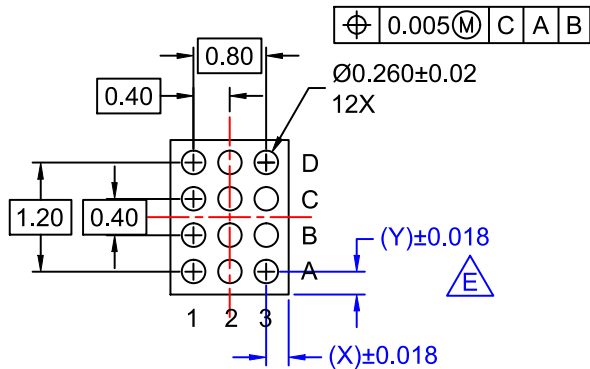 ⌖ 0.005Ⓜ C A B
0.80
Ø0.260±0.02
12X
0.40
D
C
1.20 0.40
B
(Y)±0.018
A
E
1 2 3
(X)±0.018